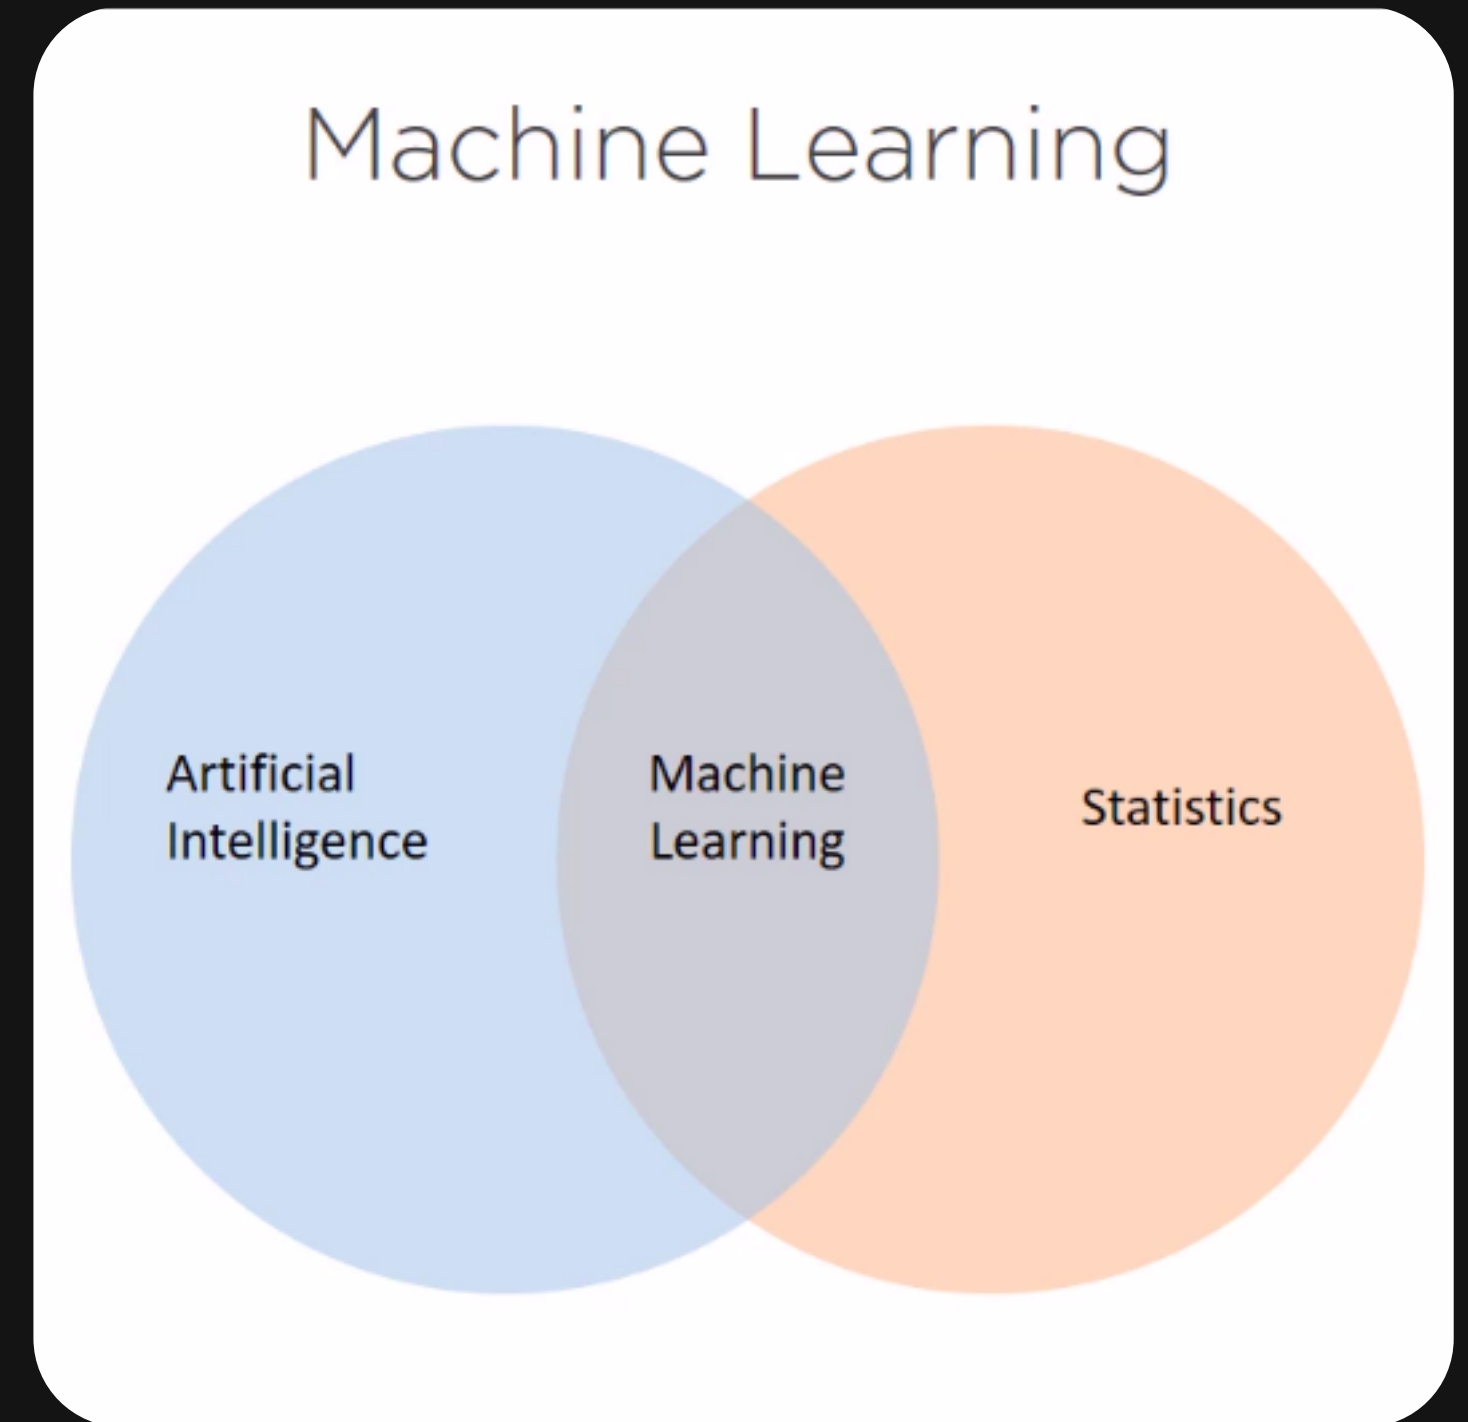 Machine Learning
Artificial
Intelligence
Machine
Learning
Statistics